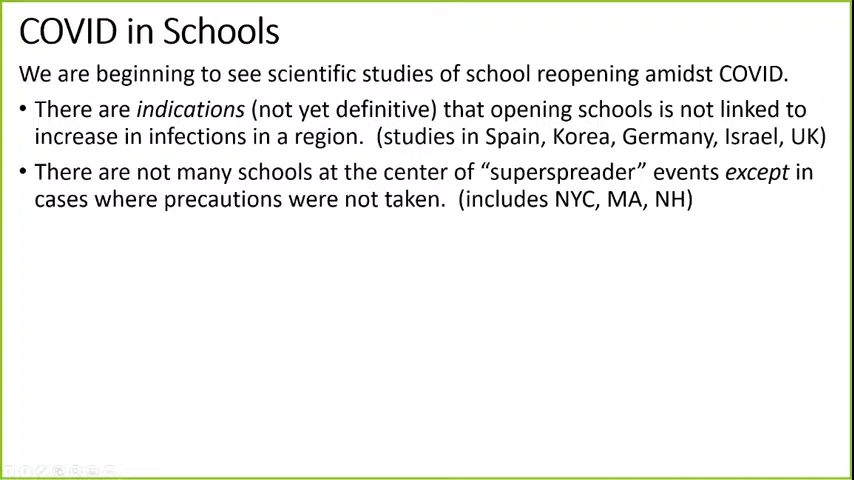 COVID in Schools
We are beginning to see scientific studies of school reopening amidst COVID.
• There are indications (not yet definitive) that opening schools is not linked to
increase in infections in a region.  (studies in Spain, Korea, Germany, Israel, UK)
• There are not many schools at the center of “superspreader” events except in
cases where precautions were not taken.  (includes NYC, MA, NH)